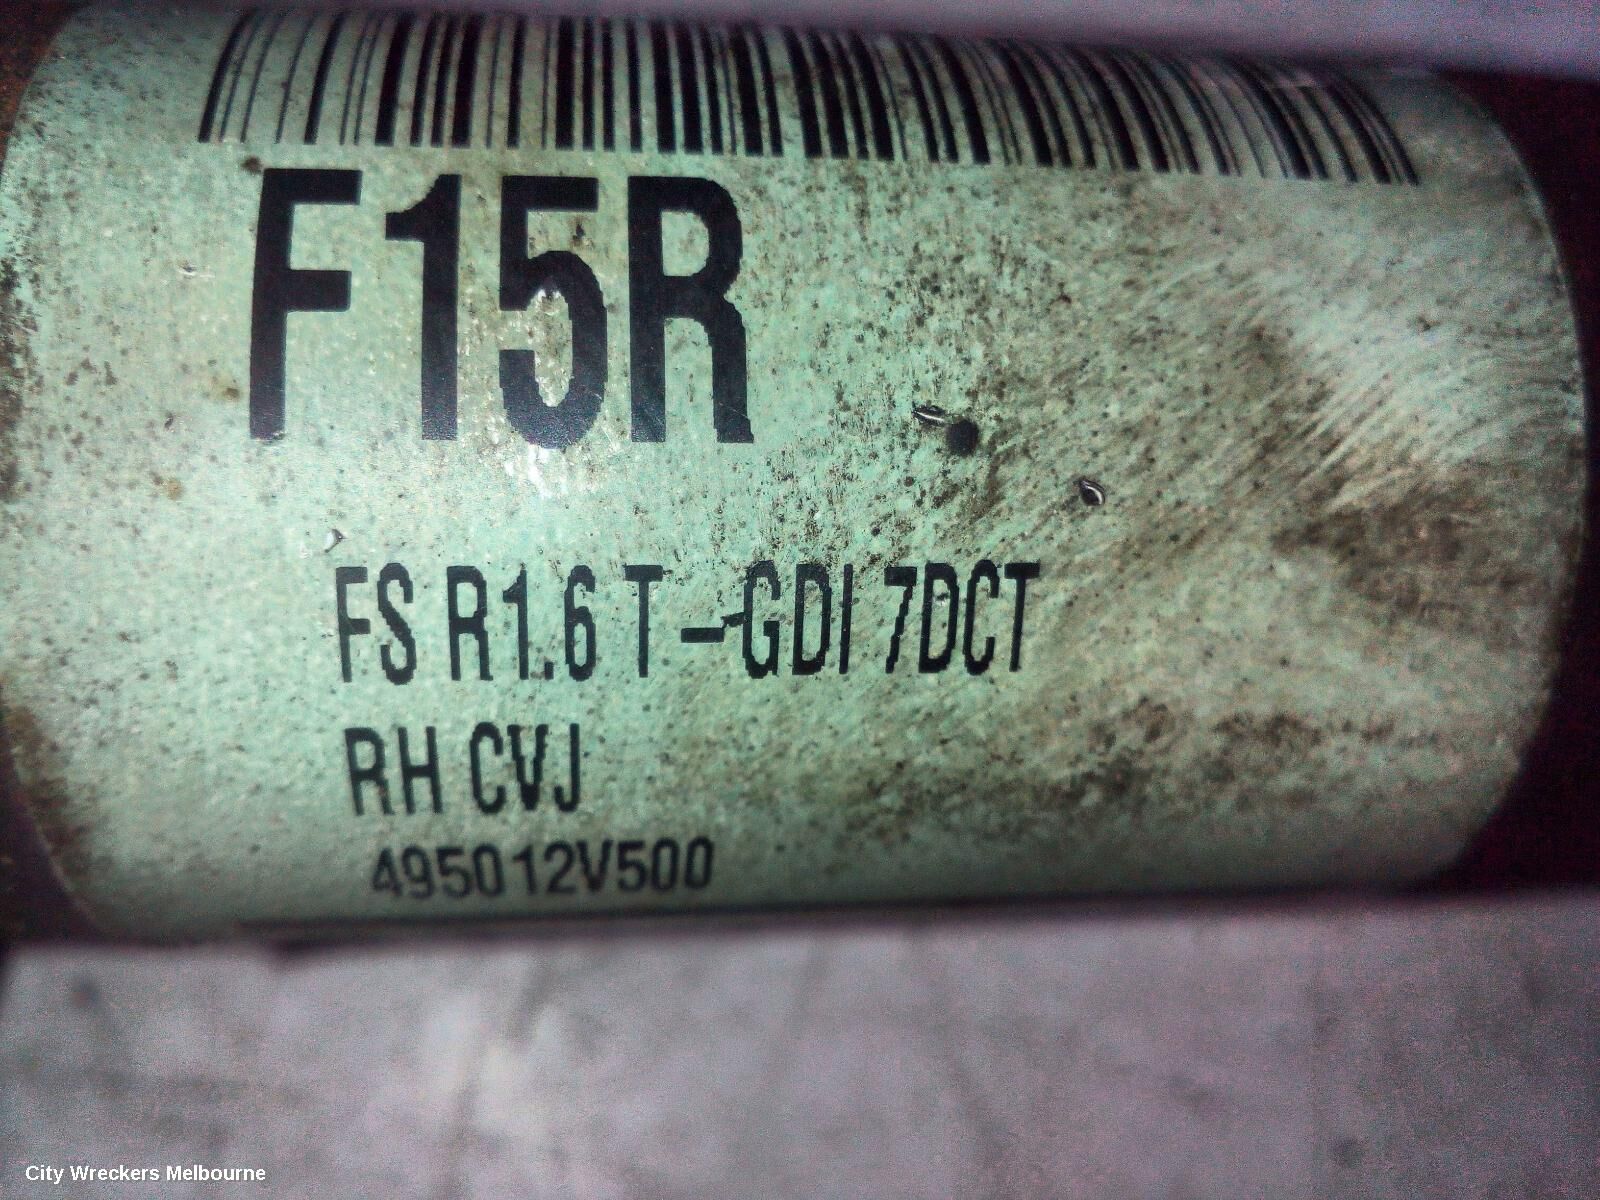 F15R
FS R1.6 T-GDI 7DCT
RH CVJ
495012V500
City Wreckers Melbourne